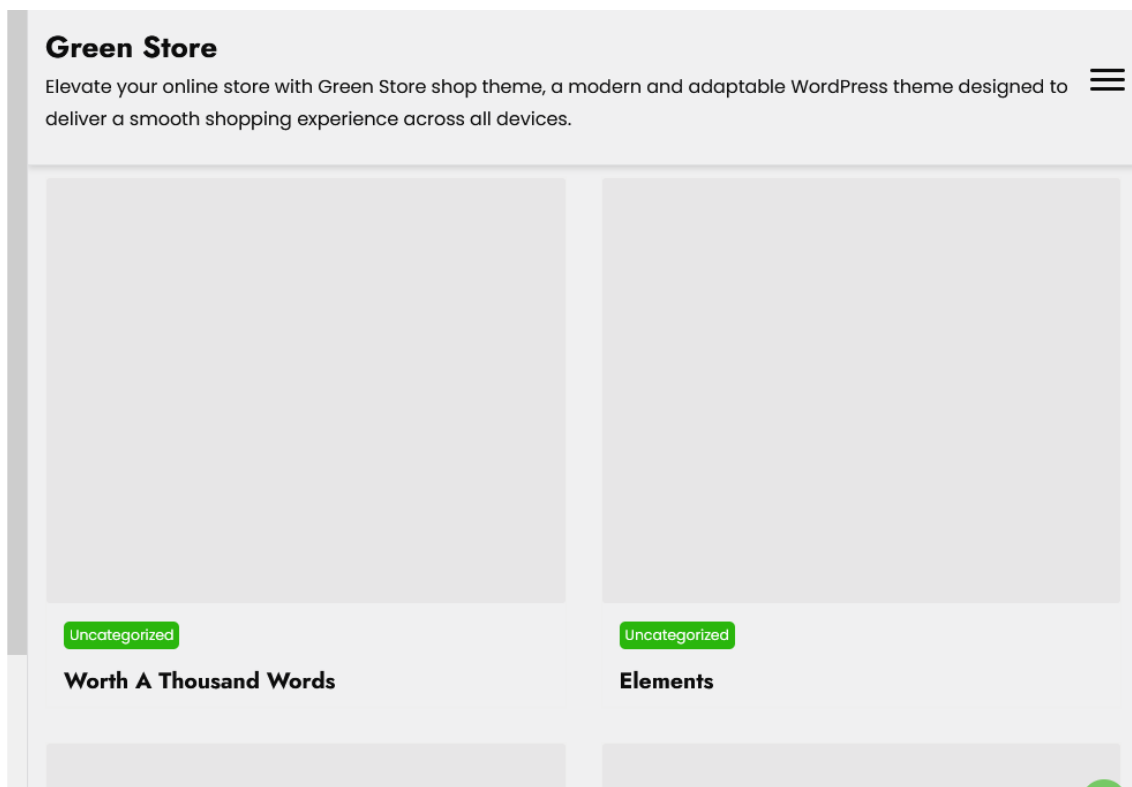 Green Store
Elevate your online store with Green Store shop theme, a modern and adaptable WordPress theme designed to
deliver a smooth shopping experience across all devices.
Uncategorized
Worth A Thousand Words
Uncategorized
Elements